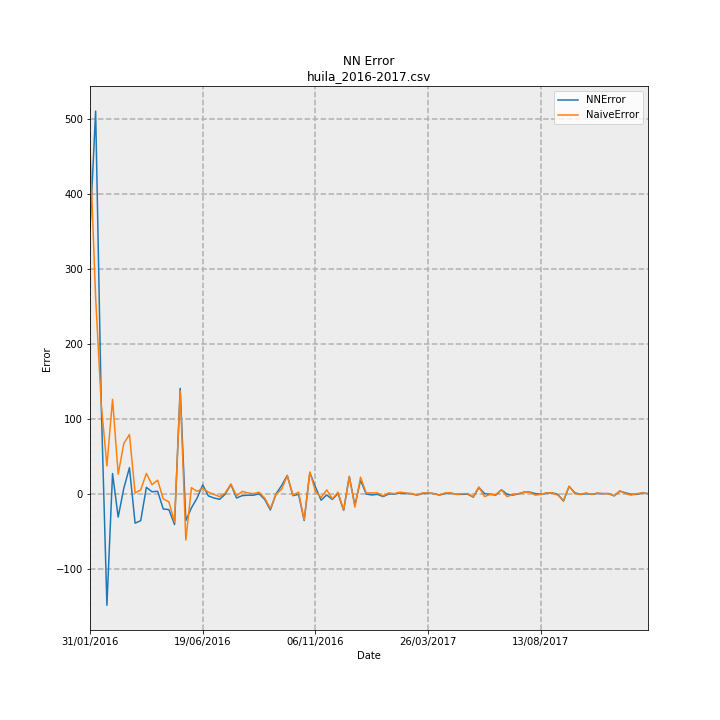 NN Error
huila_2016-2017.csv
NNError
NaiveError
500
400
300
200
100
0
−100
Error
31/01/2016
19/06/2016
06/11/2016
26/03/2017
13/08/2017
Date